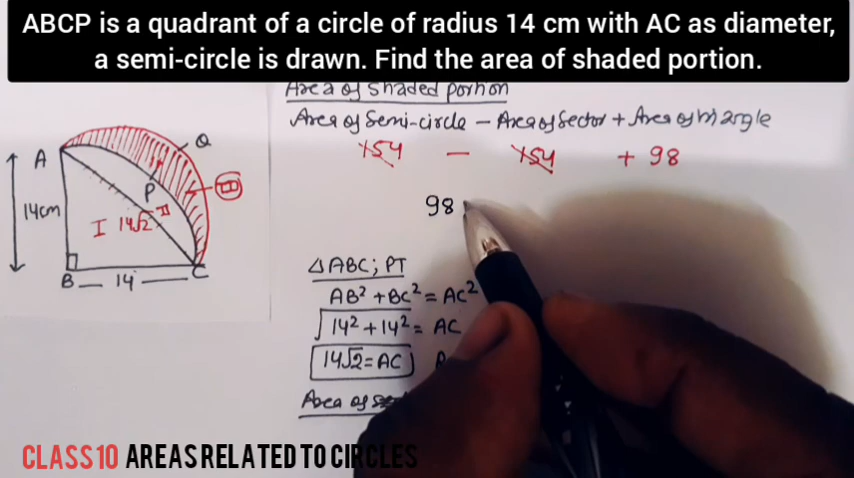 ABCP is a quadrant of a circle of radius 14 cm with AC as diameter,
a semi-circle is drawn. Find the area of shaded portion.
Area of Shaded portion
Area of Semi-circle – Area of Sector + Area of triangle
154 – 154 + 98
98
A
Q
P
III
14cm
I 14√2 II
B 14 C
△ABC; PT
AB² + BC² = AC²
√14² + 14² = AC
14√2 = AC
Area of
CLASS 10 AREAS RELATED TO CIRCLES